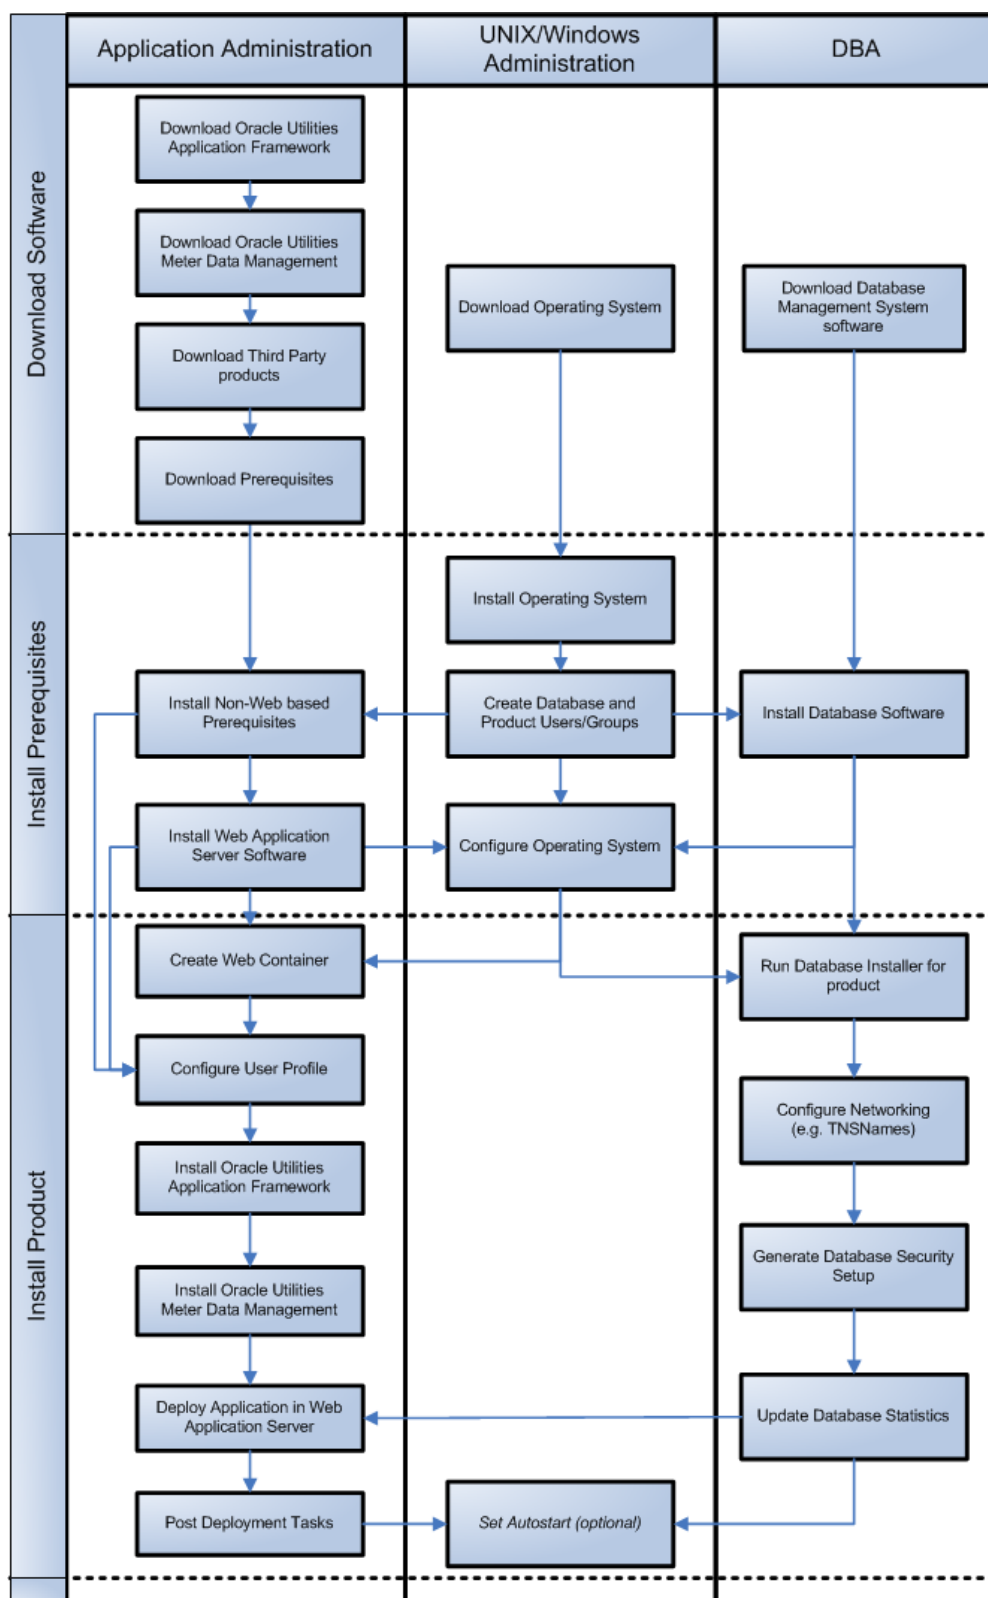 Application Administration
UNIX/Windows
Administration
DBA
Download Software
Download Oracle Utilities
Application Framework
Download Oracle Utilities
Meter Data Management
Download Third Party
products
Download Prerequisites
Download Operating System
Download Database
Management System
software
Install Prerequisites
Install Operating System
Install Non-Web based
Prerequisites
Create Database and
Product Users/Groups
Install Database Software
Install Web Application
Server Software
Configure Operating System
Install Product
Create Web Container
Run Database Installer for
product
Configure User Profile
Configure Networking
(e.g. TNSNames)
Install Oracle Utilities
Application Framework
Generate Database Security
Setup
Install Oracle Utilities
Meter Data Management
Deploy Application in Web
Application Server
Update Database Statistics
Post Deployment Tasks
Set Autostart (optional)